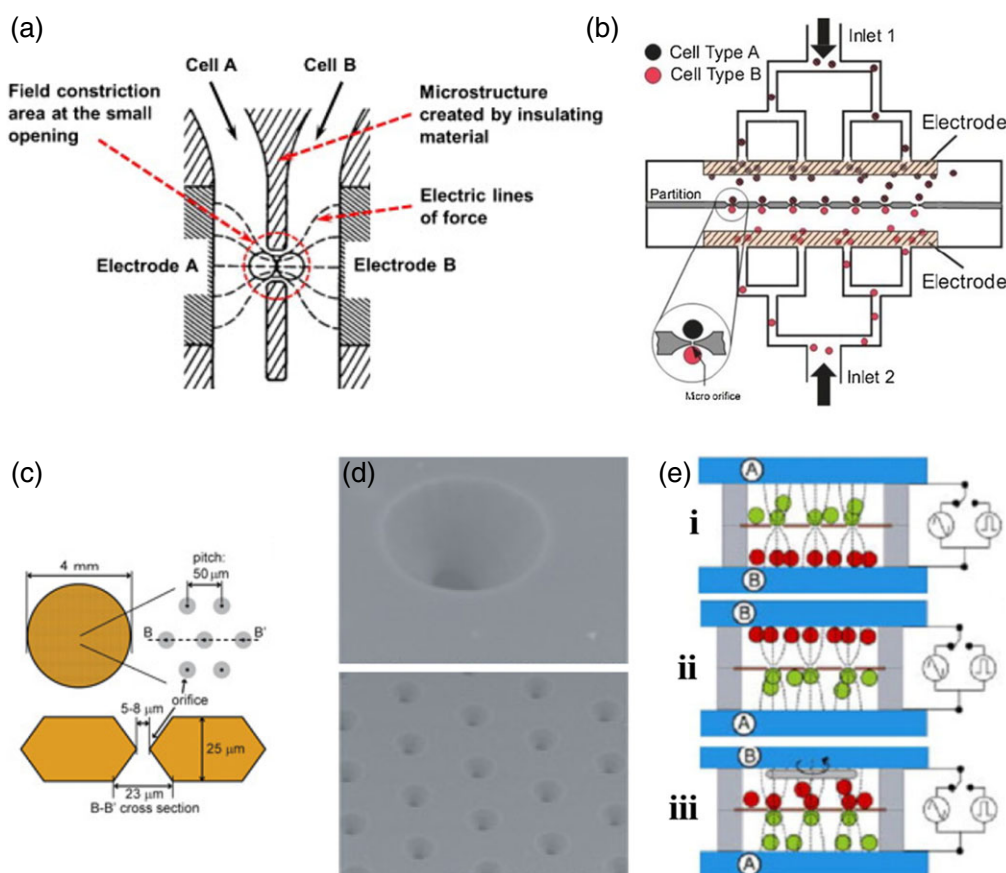 (a)
Cell A
Cell B
Field constriction
area at the small
opening
Microstructure
created by insulating
material
Electric lines
of force
Electrode A
Electrode B
(b)
Cell Type A
Cell Type B
Inlet 1
Electrode
Partition
Electrode
Micro orifice
Inlet 2
(c)
4 mm
pitch:
50 μm
B
B'
orifice
5-8 μm
25 μm
23 μm
B-B' cross section
(d)
(e)
A
i
B
B
ii
A
B
iii
A